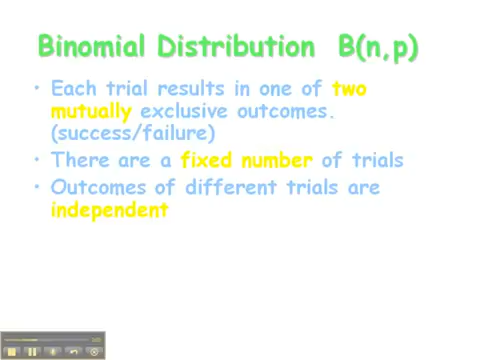 Binomial Distribution B(n,p)
• Each trial results in one of two
mutually exclusive outcomes.
(success/failure)
• There are a fixed number of trials
• Outcomes of different trials are
independent